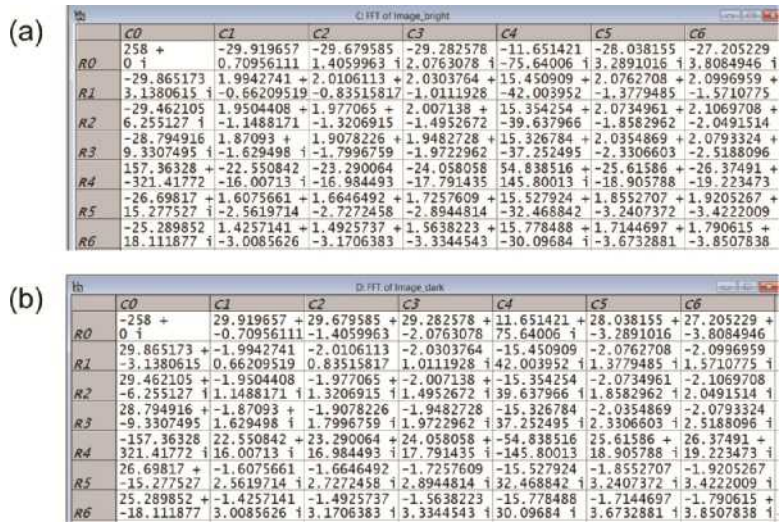 (a)
C: FFT of Image_bright
C0 C1 C2 C3 C4 C5 C6
258 + -29.919657 -29.679585 -29.282578 -11.651421 -28.038155 -27.205229
R0 0 i 0.70956111 1.4059963 i 2.0763078 i -75.64006 i 3.2891016 i 3.8084946 i
-29.865173 1.9942741 + 2.0106113 + 2.0303764 + 15.450909 2.0762708 + 2.0996959 +
R1 3.1380615 i -0.66209519 -0.83515817 -1.0111928 -42.003952 -1.3779485 -1.5710775
-29.462105 1.9504408 + 1.977065 + 2.007138 + 15.354254 2.0734961 + 2.1069708 +
R2 6.255127 i -1.1488171 -1.3206915 -1.4952672 -39.637966 -1.8582962 -2.0491514
-28.794916 1.87093 + 1.9078226 + 1.9482728 + 15.326784 2.0354869 + 2.0793324 +
R3 9.3307495 i -1.629498 i -1.7996759 -1.9722962 -37.252495 -2.3306603 -2.5188096
157.36328 + -22.550842 -23.290064 -24.058058 54.838516 + -25.61586 + -26.37491 +
R4 -321.41772 -16.00713 i -16.984493 -17.791435 145.80013 i -18.905788 -19.223473
-26.69817 + 1.6075661 + 1.6646492 + 1.7257609 + 15.527924 1.8552707 + 1.9205267 +
R5 15.277527 i -2.5619714 -2.7272458 -2.8944814 -32.468842 -3.2407372 -3.4222009
-25.289852 1.4257141 + 1.4925737 + 1.5638223 + 15.778488 1.7144697 + 1.790615 +
R6 18.111877 i -3.0085626 -3.1706383 -3.3344543 -30.09684 i -3.6732881 -3.8507838
(b)
D: FFT of Image_dark
C0 C1 C2 C3 C4 C5 C6
-258 + 29.919657 + 29.679585 + 29.282578 + 11.651421 + 28.038155 + 27.205229 +
R0 0 i -0.70956111 -1.4059963 -2.0763078 75.64006 i -3.2891016 -3.8084946
29.865173 + -1.9942741 -2.0106113 -2.0303764 -15.450909 -2.0762708 -2.0996959
R1 -3.1380615 0.66209519 0.83515817 1.0111928 i 42.003952 i 1.3779485 i 1.5710775 i
29.462105 + -1.9504408 -1.977065 + -2.007138 + -15.354254 -2.0734961 -2.1069708
R2 -6.255127 i 1.1488171 i 1.3206915 i 1.4952672 i 39.637966 i 1.8582962 i 2.0491514 i
28.794916 + -1.87093 + -1.9078226 -1.9482728 -15.326784 -2.0354869 -2.0793324
R3 -9.3307495 1.629498 i 1.7996759 i 1.9722962 i 37.252495 i 2.3306603 i 2.5188096 i
-157.36328 22.550842 + 23.290064 + 24.058058 + -54.838516 25.61586 + 26.37491 +
R4 321.41772 i 16.00713 i 16.984493 i 17.791435 i -145.80013 18.905788 i 19.223473 i
26.69817 + -1.6075661 -1.6646492 -1.7257609 -15.527924 -1.8552707 -1.9205267
R5 -15.277527 2.5619714 i 2.7272458 i 2.8944814 i 32.468842 i 3.2407372 i 3.4222009 i
25.289852 + -1.4257141 -1.4925737 -1.5638223 -15.778488 -1.7144697 -1.790615 +
R6 -18.111877 3.0085626 i 3.1706383 i 3.3344543 i 30.09684 i 3.6732881 i 3.8507838 i